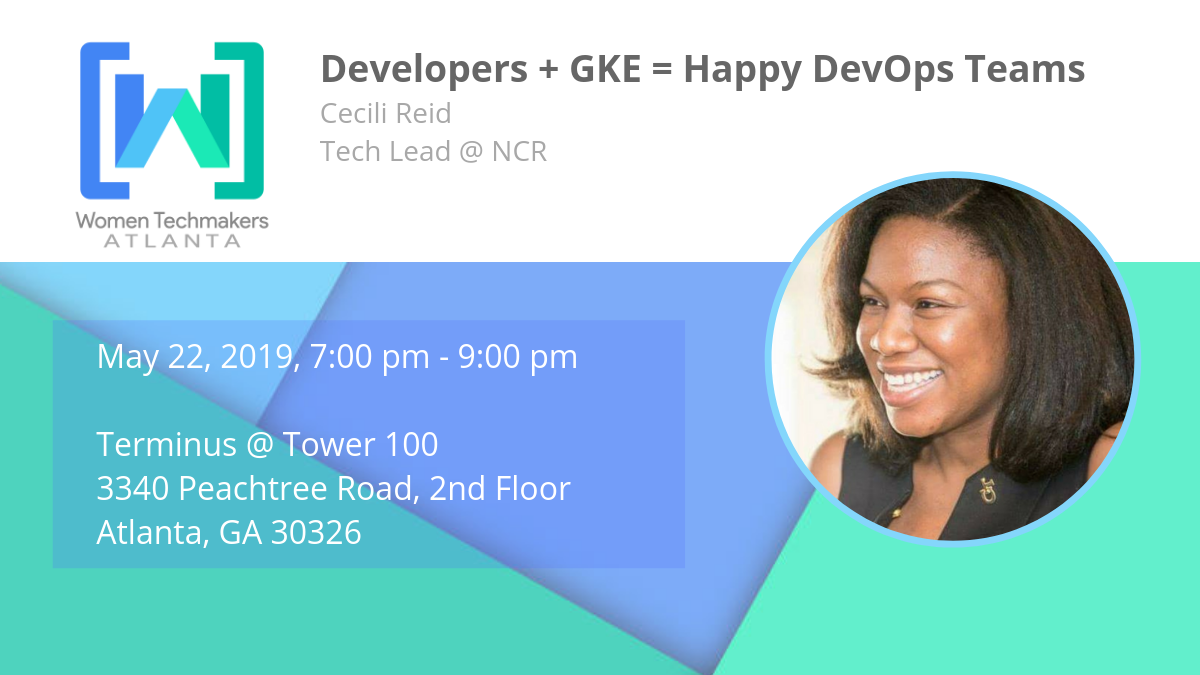 Developers + GKE = Happy DevOps Teams
Cecili Reid
Tech Lead @ NCR
Women Techmakers
ATLANTA
May 22, 2019, 7:00 pm - 9:00 pm
Terminus @ Tower 100
3340 Peachtree Road, 2nd Floor
Atlanta, GA 30326